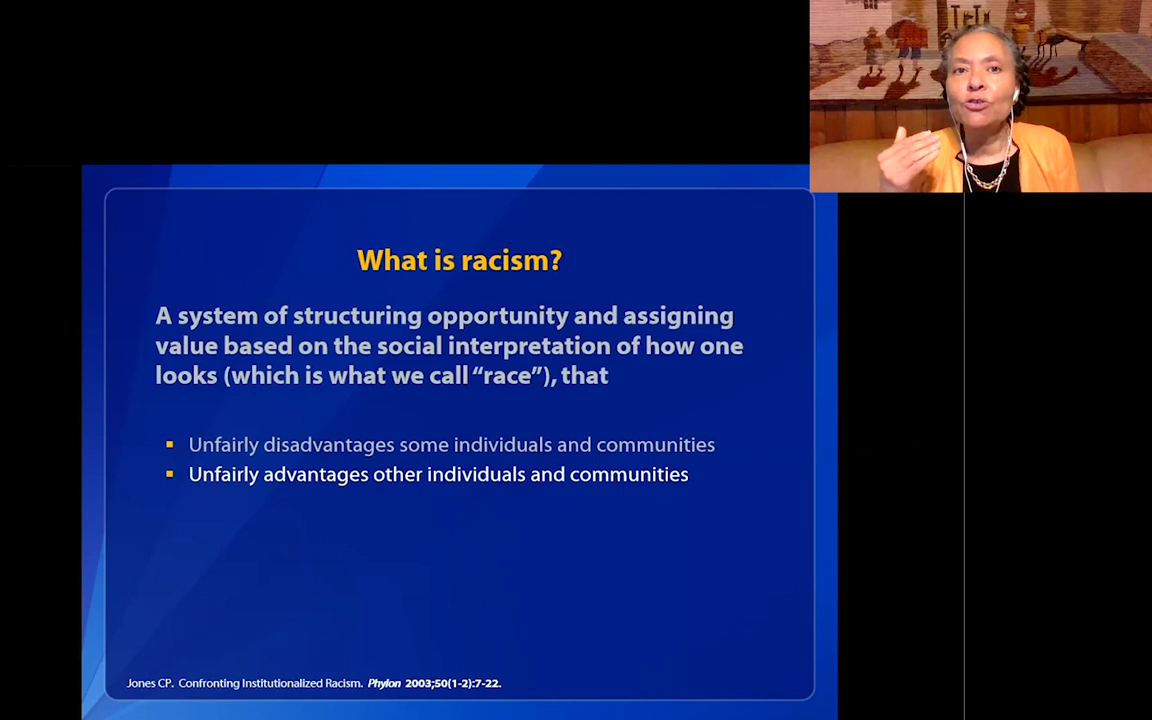 What is racism?
A system of structuring opportunity and assigning
value based on the social interpretation of how one
looks (which is what we call “race”), that
▪ Unfairly disadvantages some individuals and communities
▪ Unfairly advantages other individuals and communities
Jones CP. Confronting Institutionalized Racism. Phylon 2003;50(1-2):7-22.